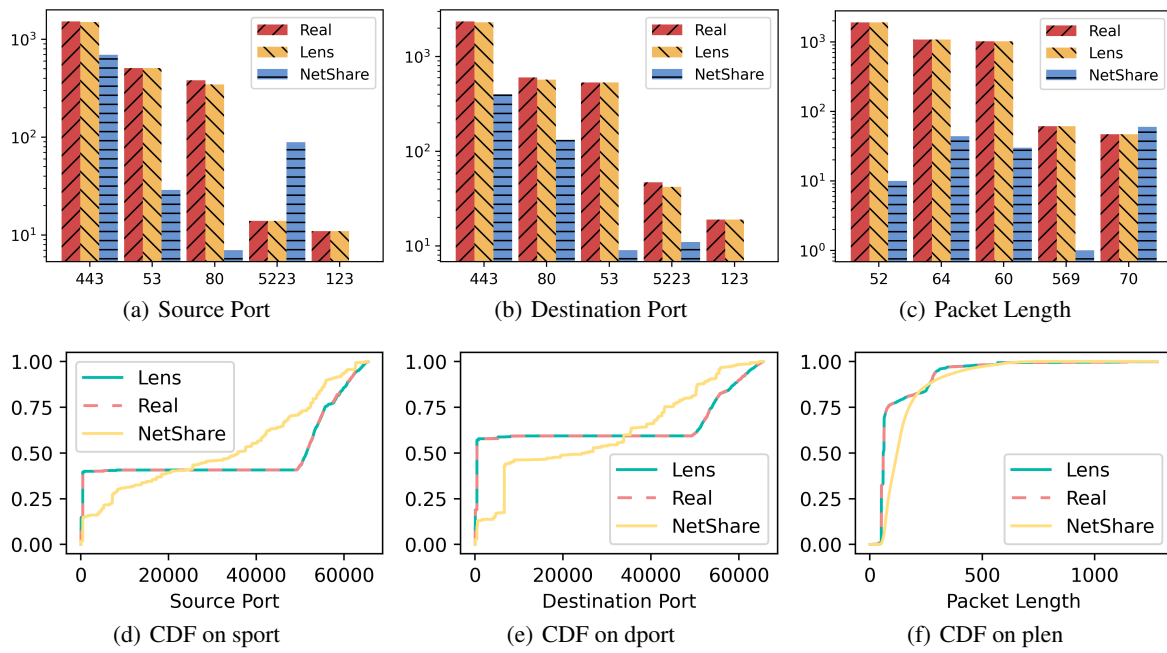 10³
10²
10¹
Real
Lens
NetShare
443 53 80 5223 123
(a) Source Port
10³
10²
10¹
Real
Lens
NetShare
443 80 53 5223 123
(b) Destination Port
10³
10²
10¹
10⁰
Real
Lens
NetShare
52 64 60 569 70
(c) Packet Length
1.00
0.75
0.50
0.25
0.00
Lens
Real
NetShare
0 20000 40000 60000
Source Port
(d) CDF on sport
1.00
0.75
0.50
0.25
0.00
Lens
Real
NetShare
0 20000 40000 60000
Destination Port
(e) CDF on dport
1.00
0.75
0.50
0.25
0.00
Lens
Real
NetShare
0 500 1000
Packet Length
(f) CDF on plen